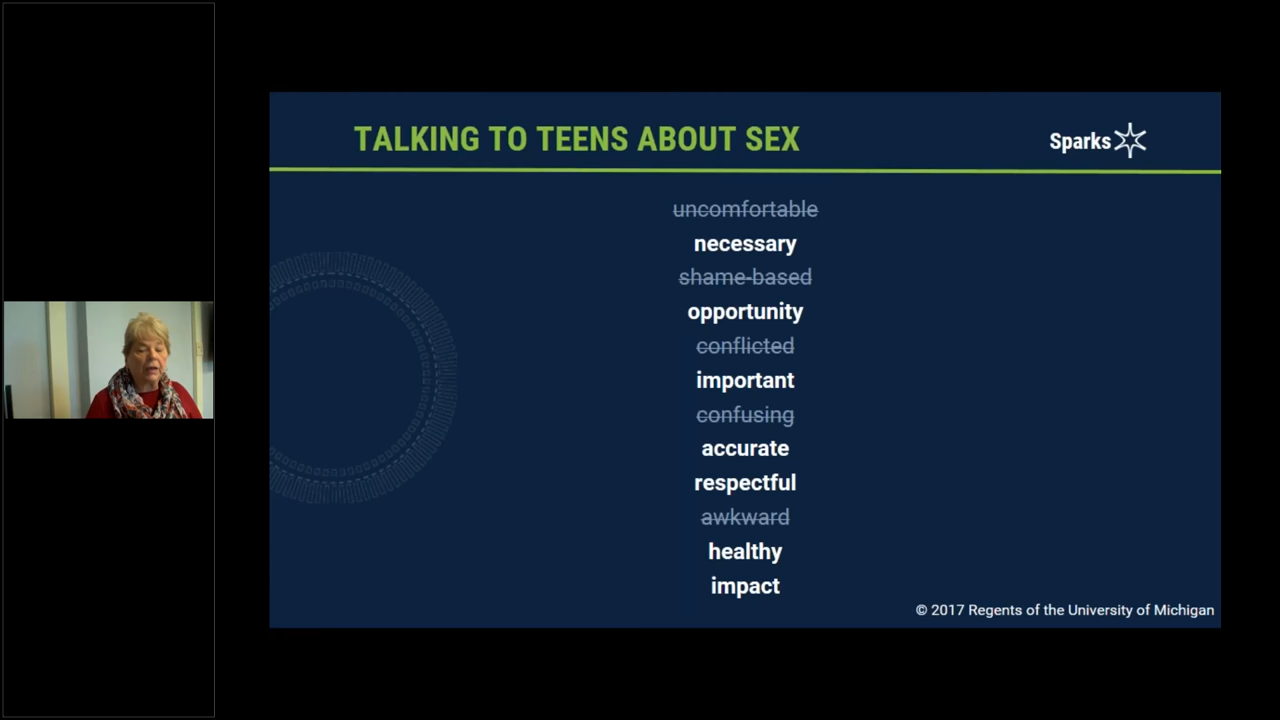 TALKING TO TEENS ABOUT SEX
Sparks
uncomfortable
necessary
shame-based
opportunity
conflicted
important
confusing
accurate
respectful
awkward
healthy
impact
© 2017 Regents of the University of Michigan